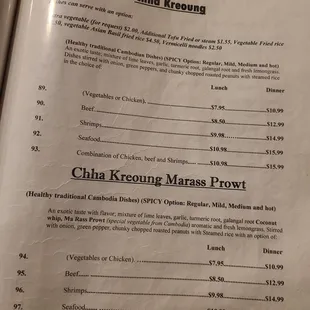 Chha Kreoung
dishes can serve with an option:
vegetable (for request) $2.00, Additional Tofu Fried or steam $1.55, Vegetable Fried rice
vegetable Asian Basil fried rice $4.50, Vermicelli noodles $2.50
(Healthy traditional Cambodian Dishes) (SPICY Option: Regular, Mild, Medium and hot)
An exotic taste; mixture of lime leaves, garlic, turmeric root, galangal root and fresh lemongrass.
Dishes stirred with onion, green peppers, and chunky chopped roasted peanuts with steamed rice
in the choice of:
Lunch Dinner
89. (Vegetables or Chicken) $7.95 $10.99
90. Beef $8.50 $12.99
91. Shrimps $9.98 $14.99
92. Seafood $10.98 $15.99
93. Combination of Chicken, beef and Shrimps $10.98 $15.99
Chha Kreoung Marass Prowt
(Healthy traditional Cambodia Dishes) (SPICY Option: Regular, Mild, Medium and hot)
An exotic taste with flavor; mixture of lime leaves, garlic, turmeric root, galangal root Coconut
whip, Ma Rass Prowt (special vegetable from Cambodia) aromatic and fresh lemongrass. Stirred
with onion, green pepper, chunky chopped roasted peanuts with steamed rice with an option of:
Lunch Dinner
94. (Vegetables or Chicken) $7.95 $10.99
95. Beef $8.50 $12.99
96. Shrimps $9.98 $14.99
97. Seafood